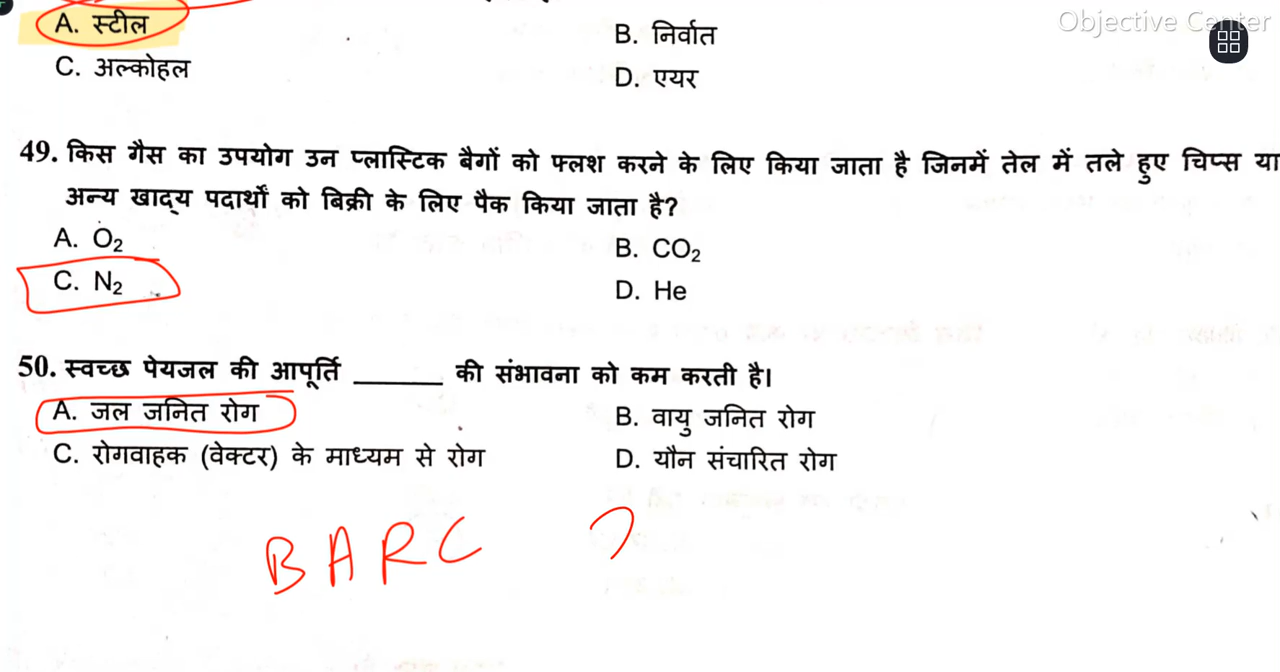 Objective Center
A. स्टील
B. निर्वात
C. अल्कोहल
D. एयर
49. किस गैस का उपयोग उन प्लास्टिक बैगों को फ्लश करने के लिए किया जाता है जिनमें तेल में तले हुए चिप्स या
अन्य खाद्य पदार्थों को बिक्री के लिए पैक किया जाता है?
A. O₂
B. CO₂
C. N₂
D. He
50. स्वच्छ पेयजल की आपूर्ति ______ की संभावना को कम करती है।
A. जल जनित रोग
B. वायु जनित रोग
C. रोगवाहक (वेक्टर) के माध्यम से रोग
D. यौन संचारित रोग
BARC